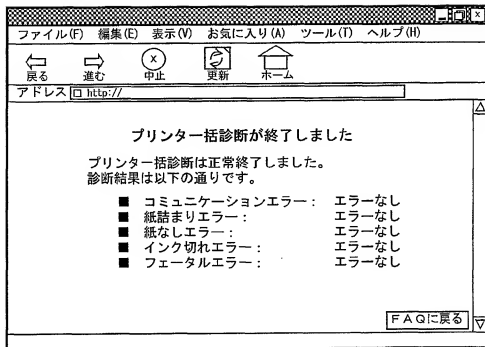 ファイル(F) 編集(E) 表示(V) お気に入り(A) ツール(T) ヘルプ(H)
戻る 進む 中止 更新 ホーム
アドレス http://
プリンター括診断が終了しました
プリンター括診断は正常終了しました。
診断結果は以下の通りです。
■ コミュニケーションエラー： エラーなし
■ 紙詰まりエラー： エラーなし
■ 紙なしエラー： エラーなし
■ インク切れエラー： エラーなし
■ フェータルエラー： エラーなし
FAQに戻る